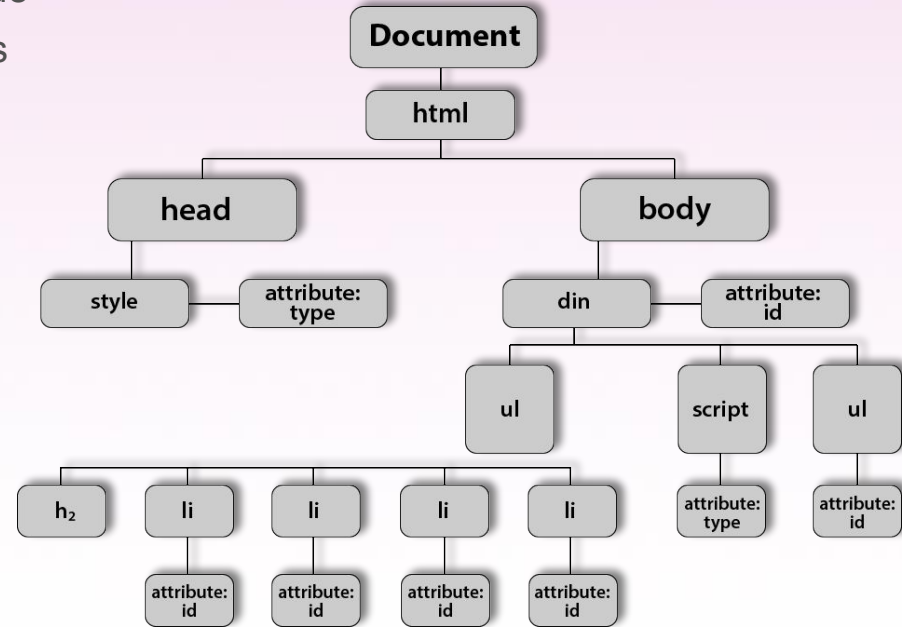 s
Document
html
head
body
style
attribute:
type
din
attribute:
id
ul
script
ul
h₂
li
li
li
li
attribute:
type
attribute:
id
attribute:
id
attribute:
id
attribute:
id
attribute:
id